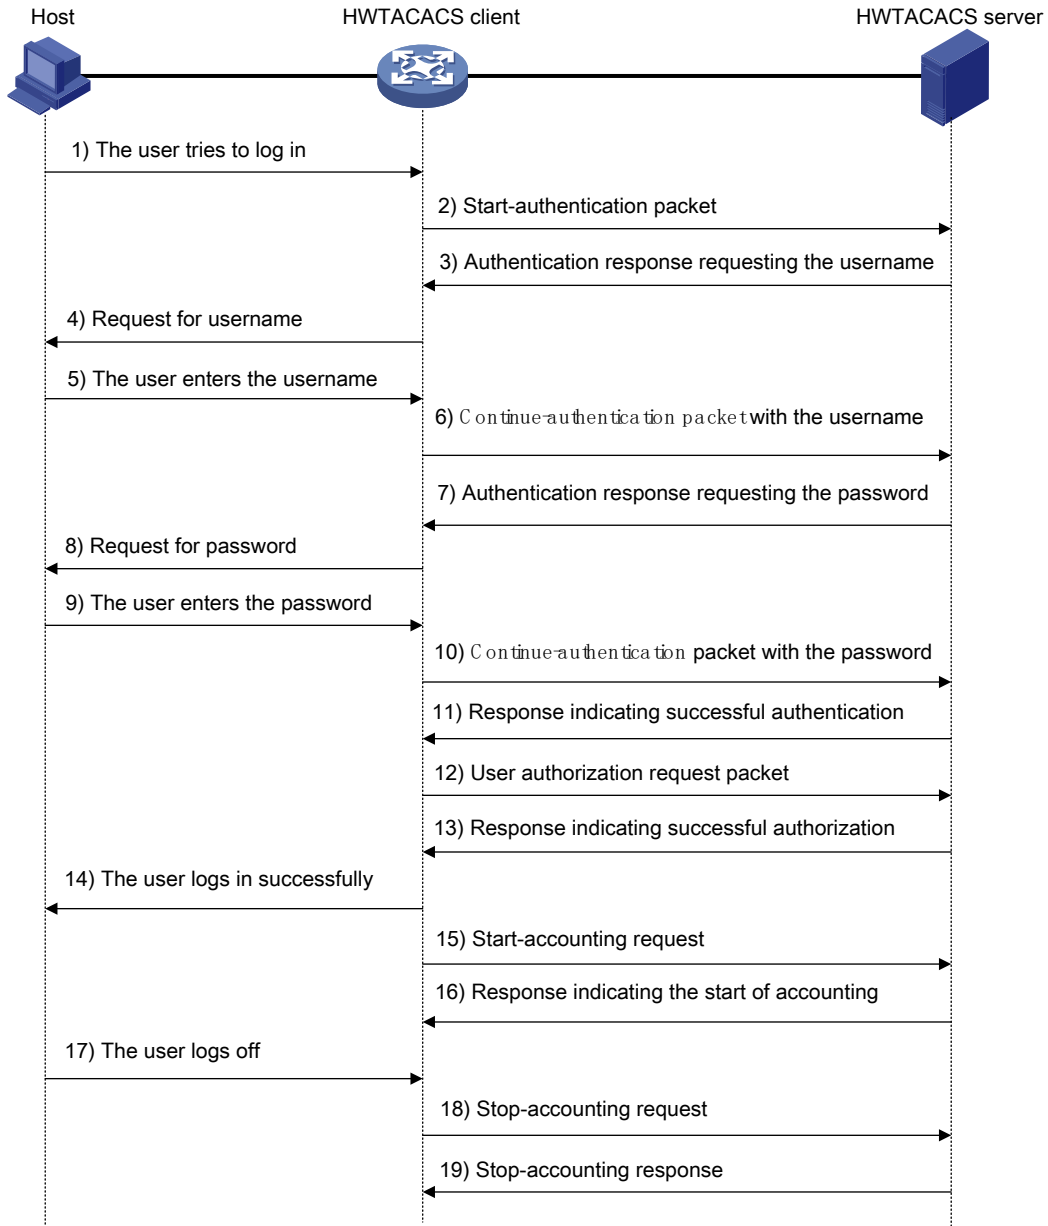 Host
HWTACACS client
HWTACACS server
1) The user tries to log in
2) Start-authentication packet
3) Authentication response requesting the username
4) Request for username
5) The user enters the username
6) Continue-authentication packet with the username
7) Authentication response requesting the password
8) Request for password
9) The user enters the password
10) Continue-authentication packet with the password
11) Response indicating successful authentication
12) User authorization request packet
13) Response indicating successful authorization
14) The user logs in successfully
15) Start-accounting request
16) Response indicating the start of accounting
17) The user logs off
18) Stop-accounting request
19) Stop-accounting response